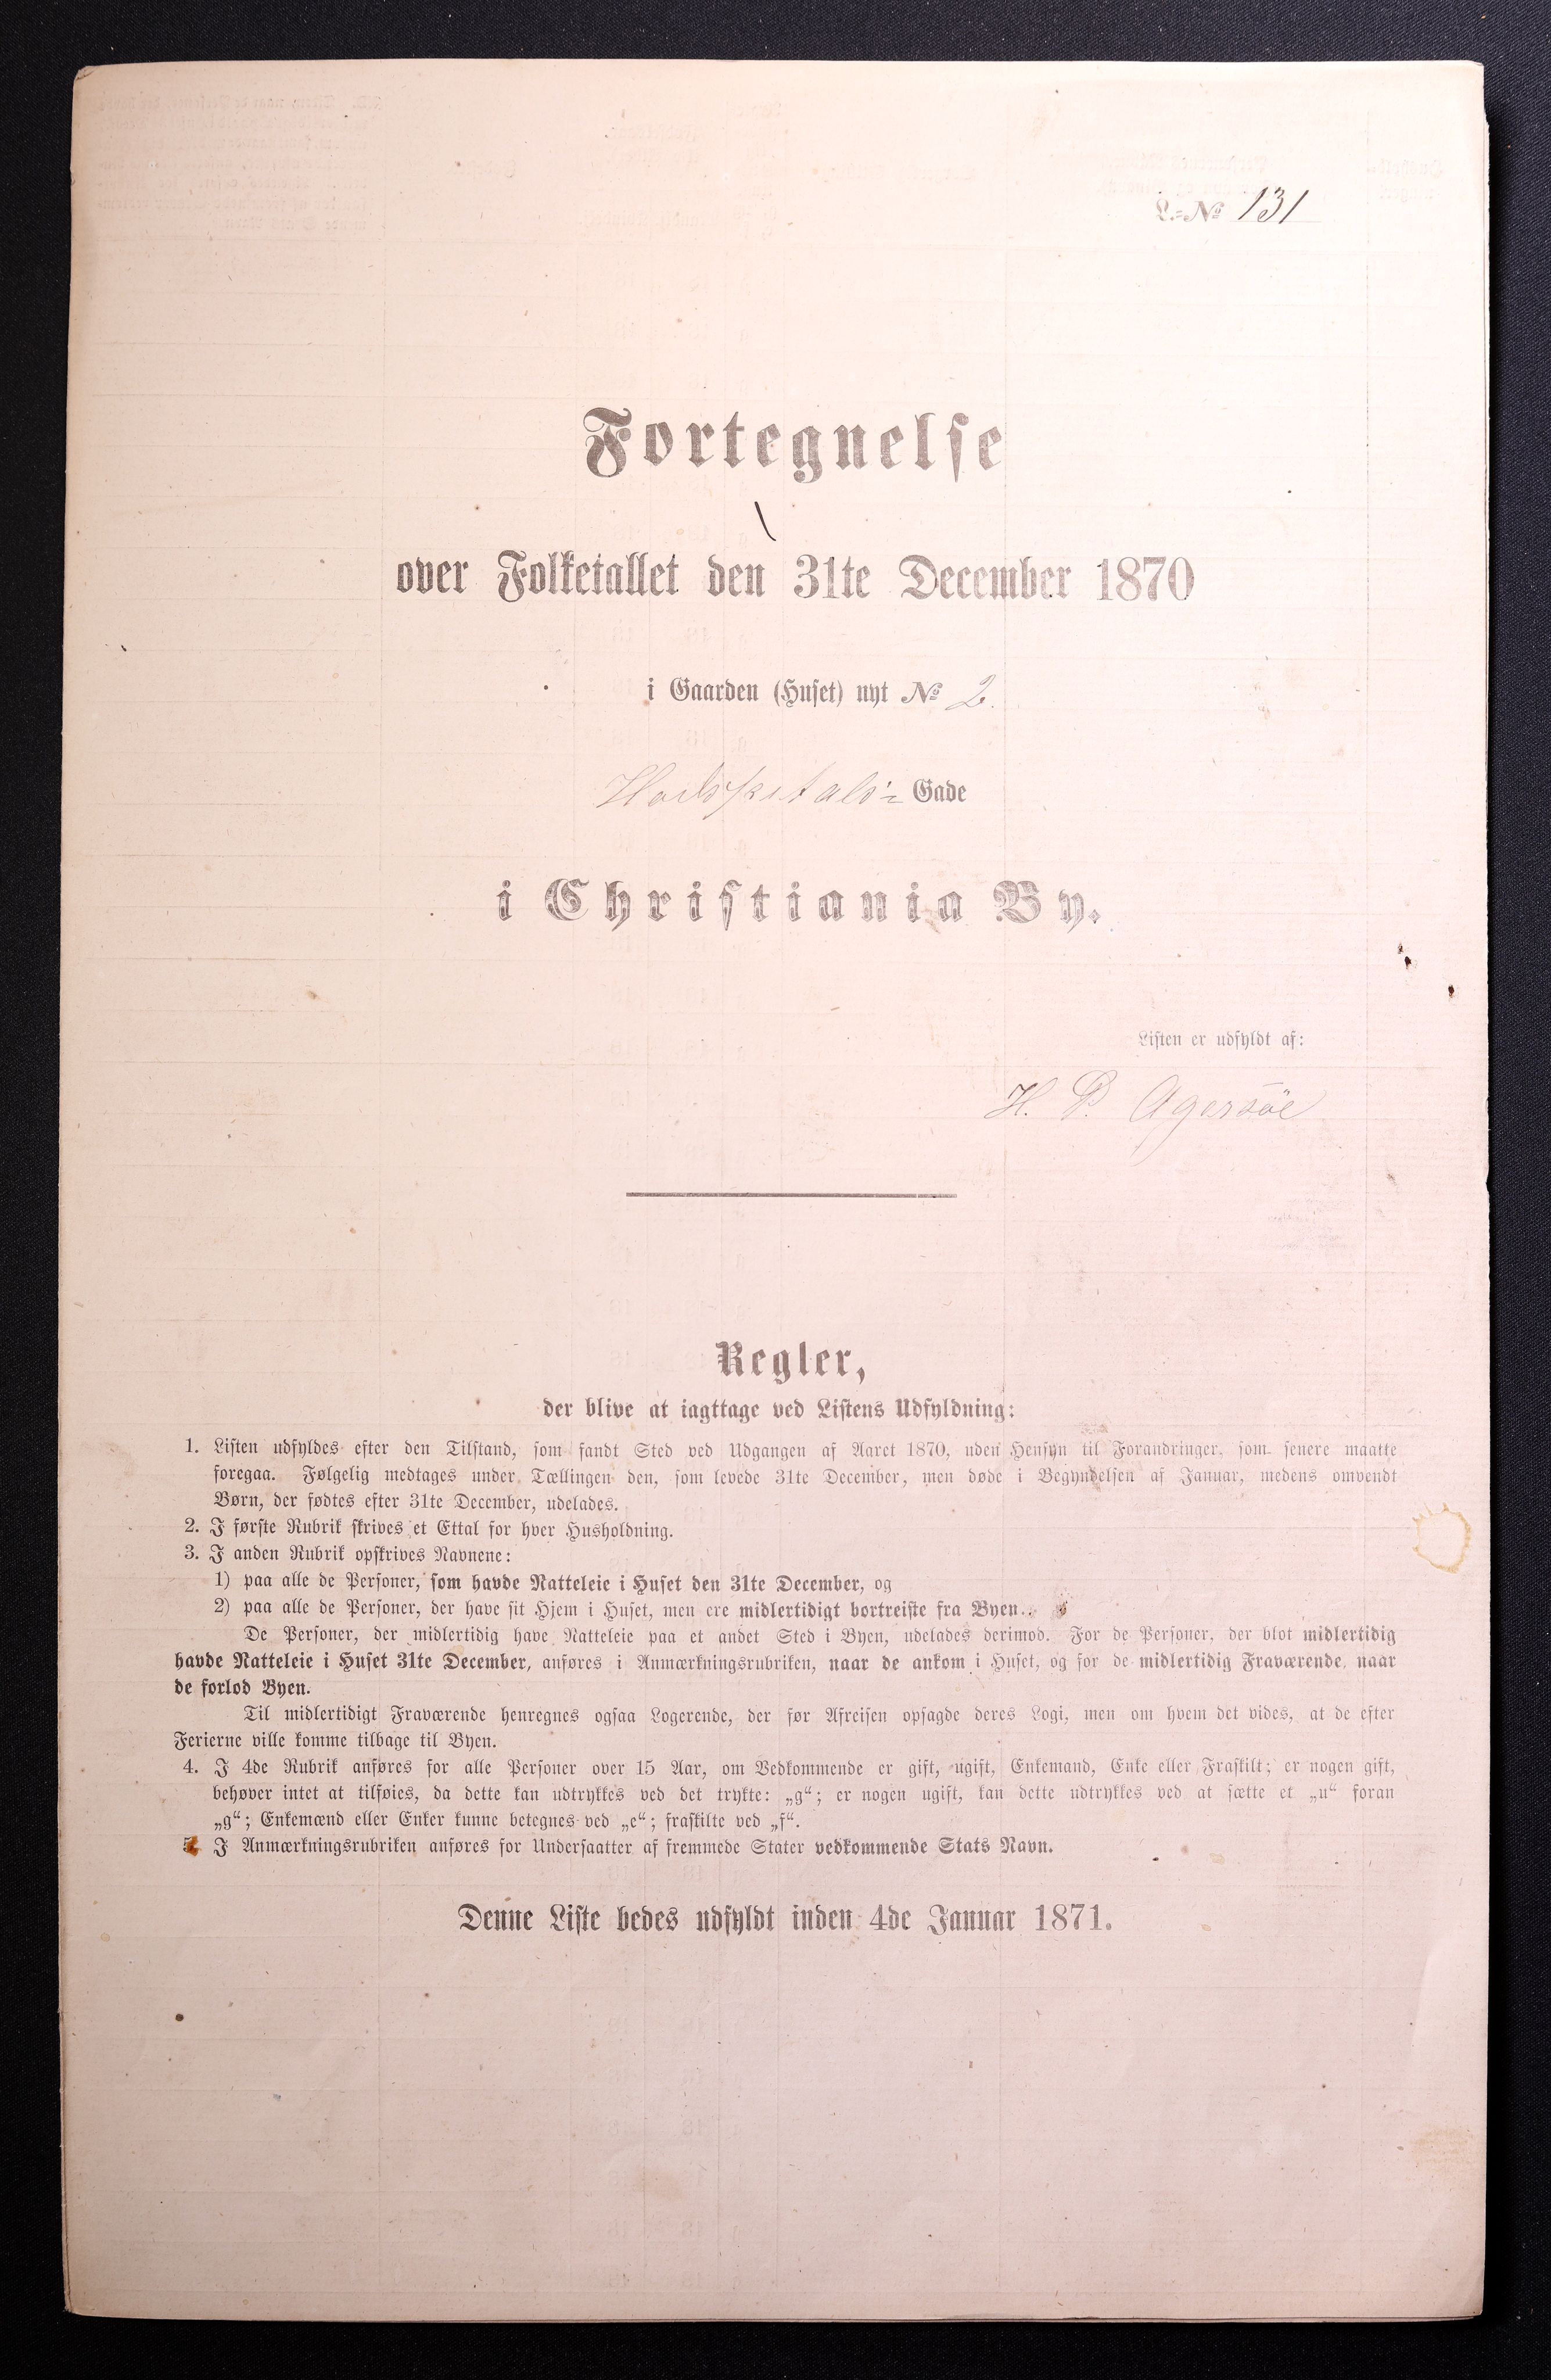 L.-№ 131
Fortegnelse
over Folketallet den 31te December 1870
i Gaarden (Huset) nyt № 2.
Hodspitals- Gade
i Christiania By.
Listen er udfyldt af:
H. P. Agersöe
Regler,
der blive at iagttage ved Listens Udfyldning:
1. Listen udfyldes efter den Tilstand, som fandt Sted ved Udgangen af Aaret 1870, uden Hensyn til Forandringer, som senere maatte
foregaa. Følgelig medtages under Tællingen den, som levede 31te December, men døde i Begyndelsen af Januar, medens omvendt
Børn, der fødtes efter 31te December, udelades.
2. I første Rubrik skrives et Ettal for hver Husholdning.
3. I anden Rubrik opskrives Navnene:
1) paa alle de Personer, som havde Natteleie i Huset den 31te December, og
2) paa alle de Personer, der have sit Hjem i Huset, men ere midlertidigt bortreiste fra Byen.
De Personer, der midlertidig have Natteleie paa et andet Sted i Byen, udelades derimod. For de Personer, der blot midlertidig
havde Natteleie i Huset 31te December, anføres i Anmærkningsrubriken, naar de ankom i Huset, og for de midlertidig Fraværende, naar
de forlod Byen.
Til midlertidigt Fraværende henregnes ogsaa Logerende, der før Afreisen opsagde deres Logi, men om hvem det vides, at de efter
Ferierne ville komme tilbage til Byen.
4. I 4de Rubrik anføres for alle Personer over 15 Aar, om Vedkommende er gift, ugift, Enkemand, Enke eller Fraskilt; er nogen gift,
behøver intet at tilføies, da dette kan udtrykkes ved det trykte: „g“; er nogen ugift, kan dette udtrykkes ved at sætte et „u“ foran
„g“; Enkemænd eller Enker kunne betegnes ved „e“; fraskilte ved „f“.
5. I Anmærkningsrubriken anføres for Undersaatter af fremmede Stater vedkommende Stats Navn.
Denne Liste bedes udfyldt inden 4de Januar 1871.